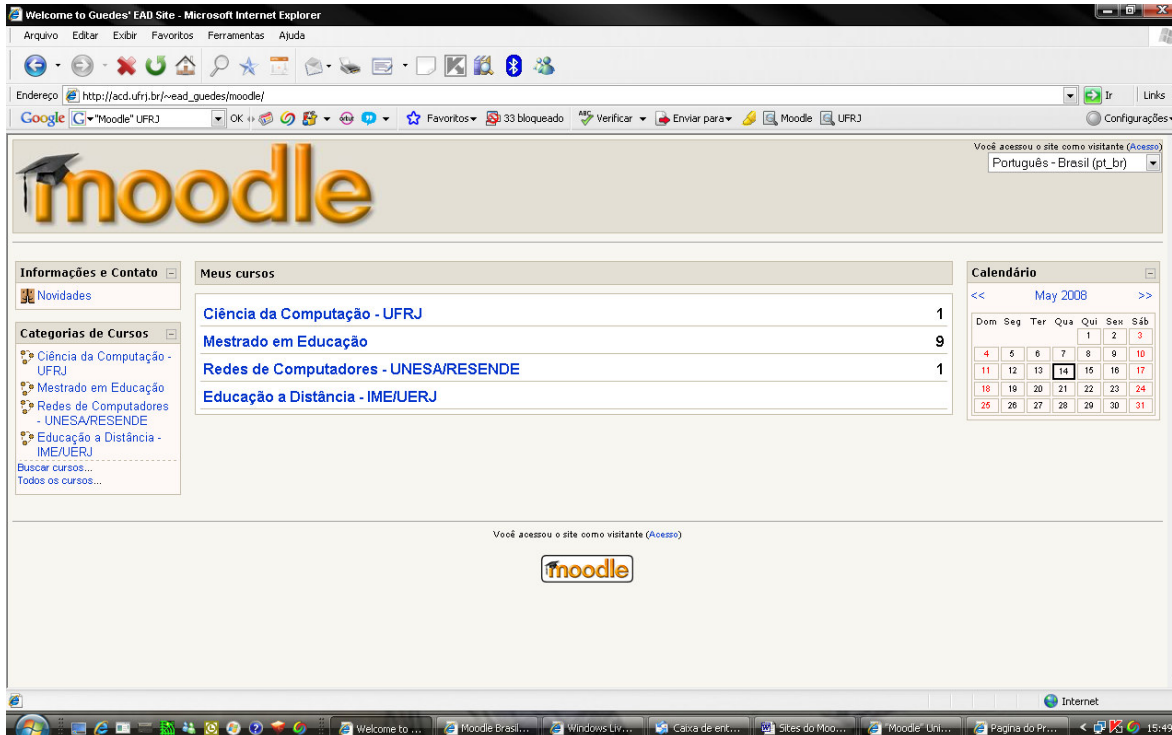 Welcome to Guedes' EAD Site - Microsoft Internet Explorer
Arquivo Editar Exibir Favoritos Ferramentas Ajuda
Endereço http://acd.ufrj.br/~ead_guedes/moodle/ Ir Links
Google "Moodle" UFRJ OK Favoritos 33 bloqueado Verificar Enviar para Moodle UFRJ Configurações
Você acessou o site como visitante (Acesso)
Português - Brasil (pt_br)
moodle
Informações e Contato
Novidades
Categorias de Cursos
Ciência da Computação -
UFRJ
Mestrado em Educação
Redes de Computadores
- UNESA/RESENDE
Educação a Distância -
IME/UERJ
Buscar cursos...
Todos os cursos...
Meus cursos
Ciência da Computação - UFRJ 1
Mestrado em Educação 9
Redes de Computadores - UNESA/RESENDE 1
Educação a Distância - IME/UERJ
Calendário
<< May 2008 >>
Dom Seg Ter Qua Qui Sex Sáb
1 2 3
4 5 6 7 8 9 10
11 12 13 14 15 16 17
18 19 20 21 22 23 24
25 26 27 28 29 30 31
Você acessou o site como visitante (Acesso)
moodle
Internet
Welcome to ... Moodle Brasil... Windows Liv... Caixa de ent... Sites do Moo... "Moodle" Uni... Pagina do Pr... 15:49